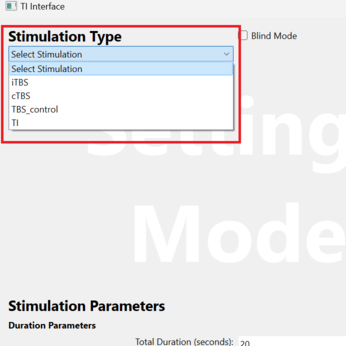 TI Interface
Stimulation Type
Blind Mode
Select Stimulation
Select Stimulation
iTBS
cTBS
TBS_control
TI
Setting
Mode
Stimulation Parameters
Duration Parameters
Total Duration (seconds): 20